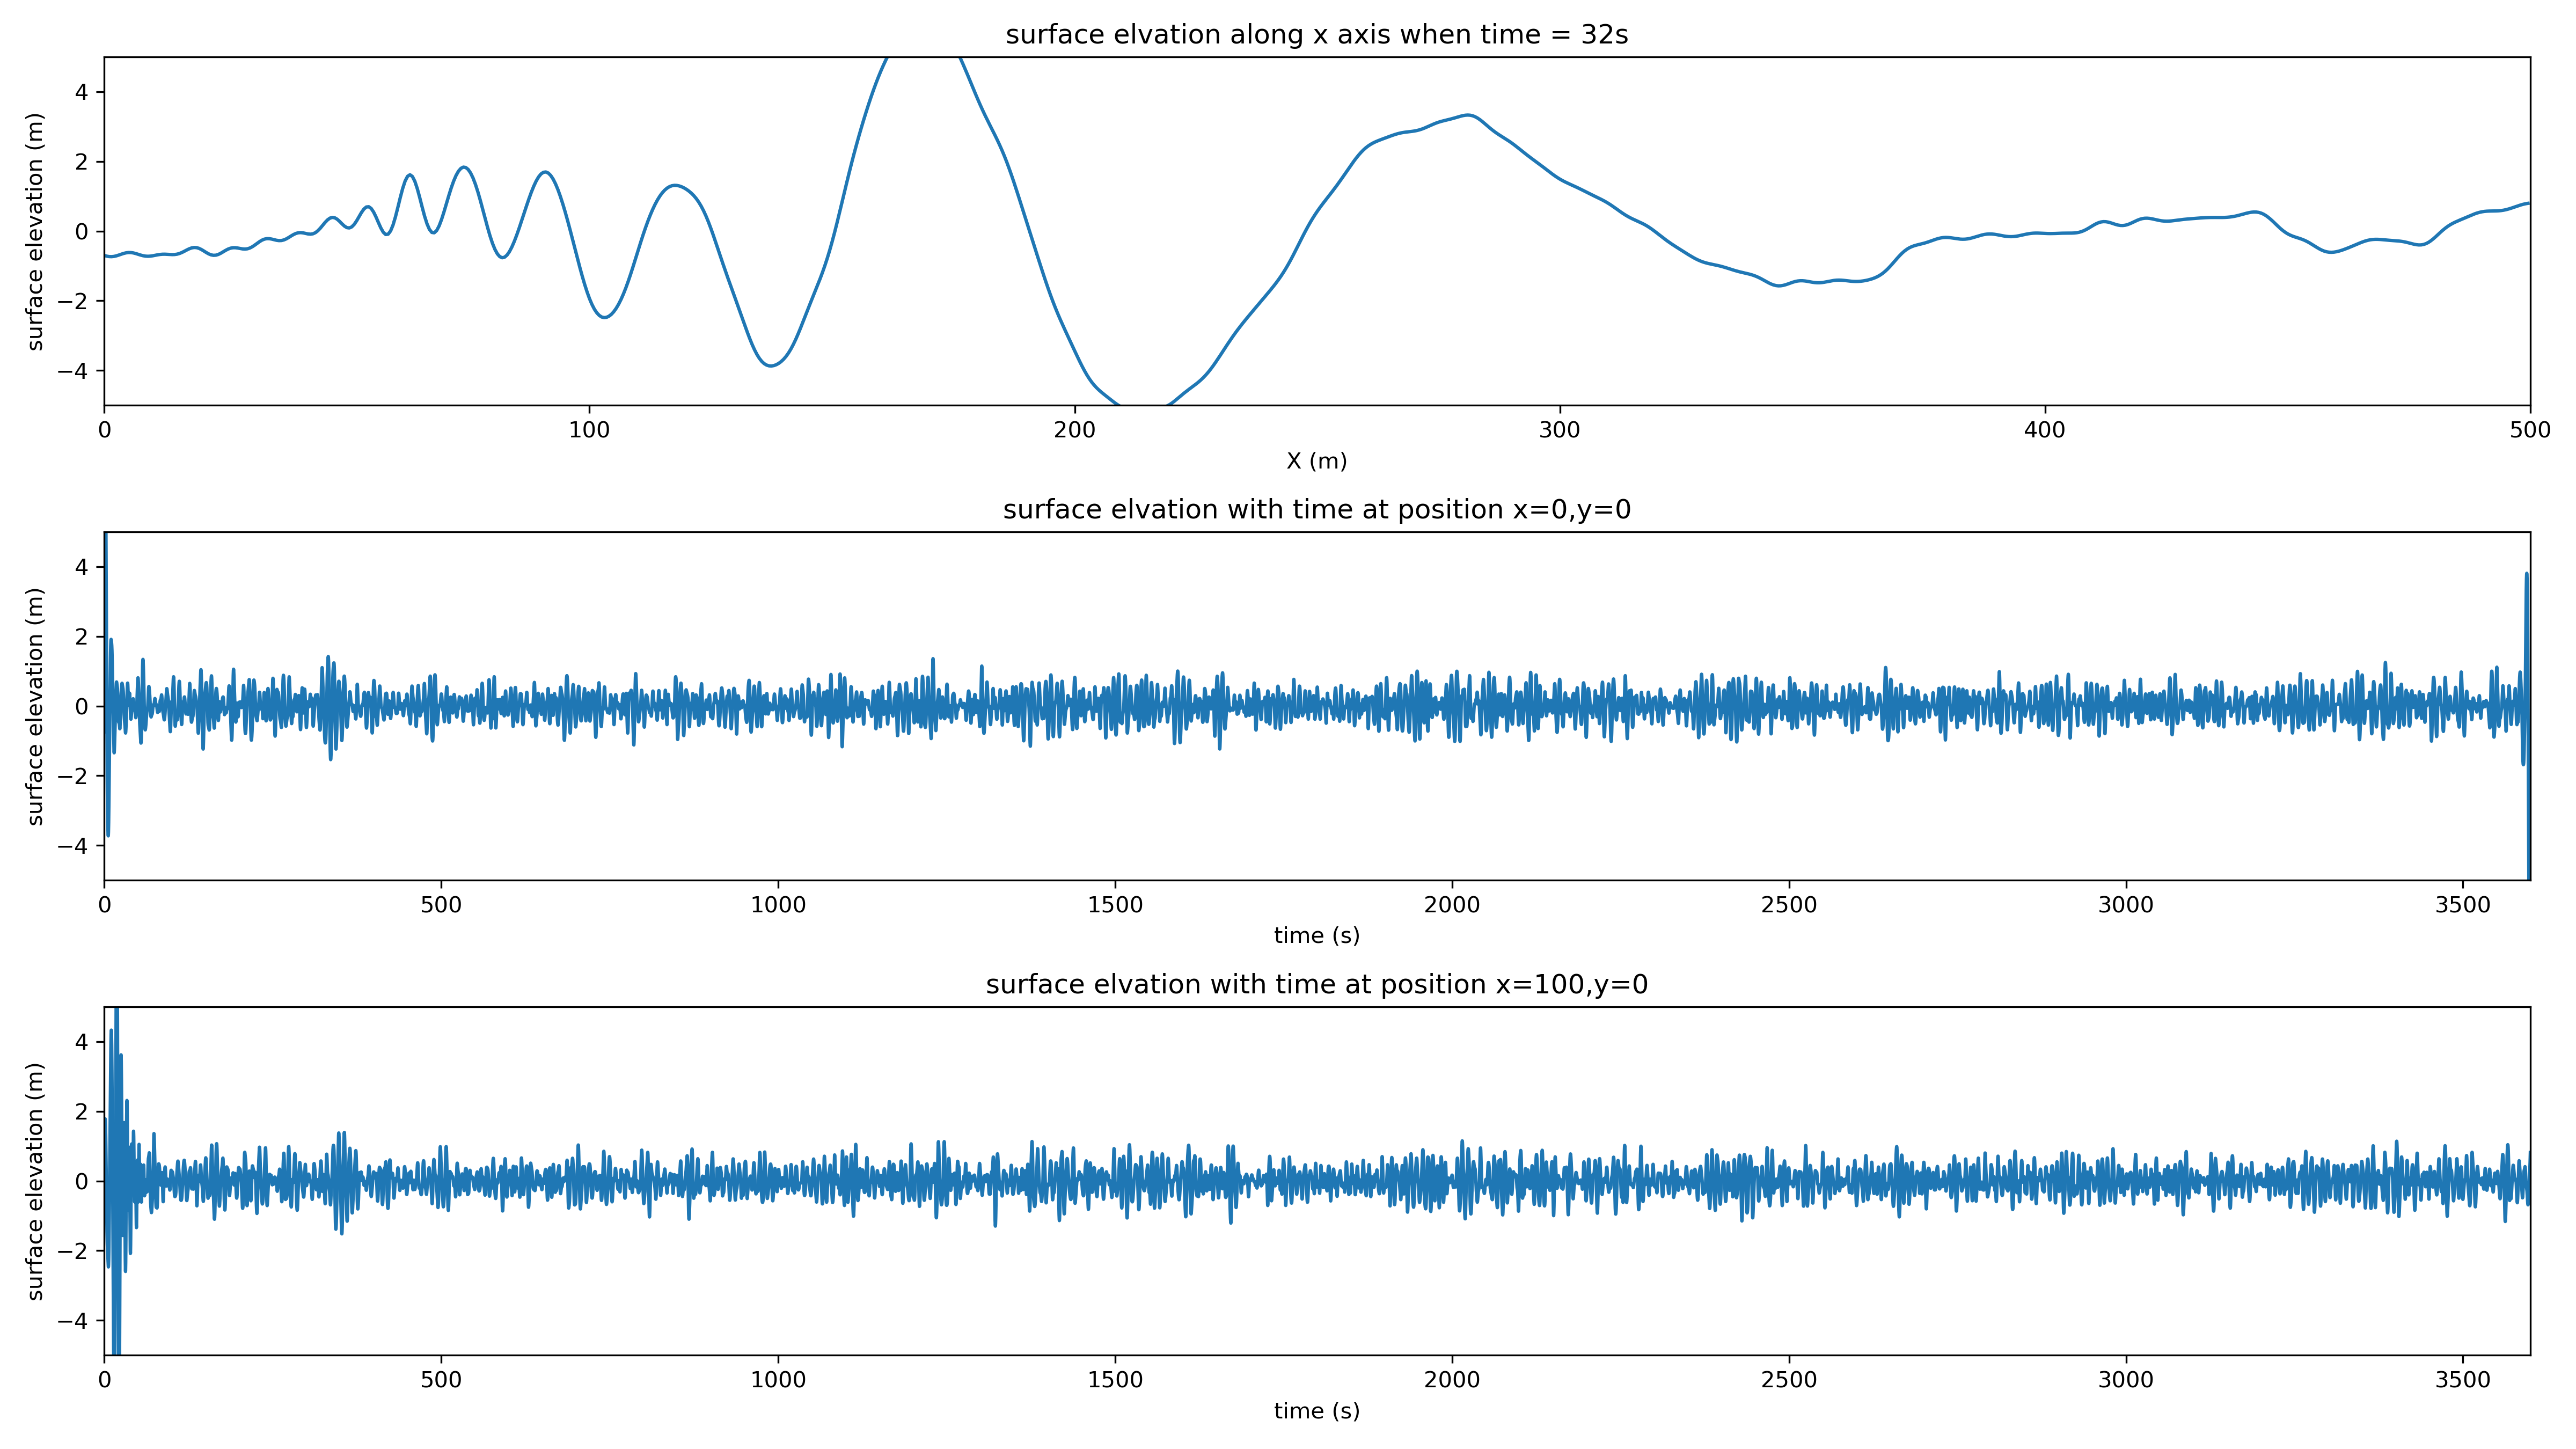 surface elvation along x axis when time = 32s
surface elevation (m)
4
2
0
−2
−4
0 100 200 300 400 500
X (m)
surface elvation with time at position x=0,y=0
surface elevation (m)
4
2
0
−2
−4
0 500 1000 1500 2000 2500 3000 3500
time (s)
surface elvation with time at position x=100,y=0
surface elevation (m)
4
2
0
−2
−4
0 500 1000 1500 2000 2500 3000 3500
time (s)